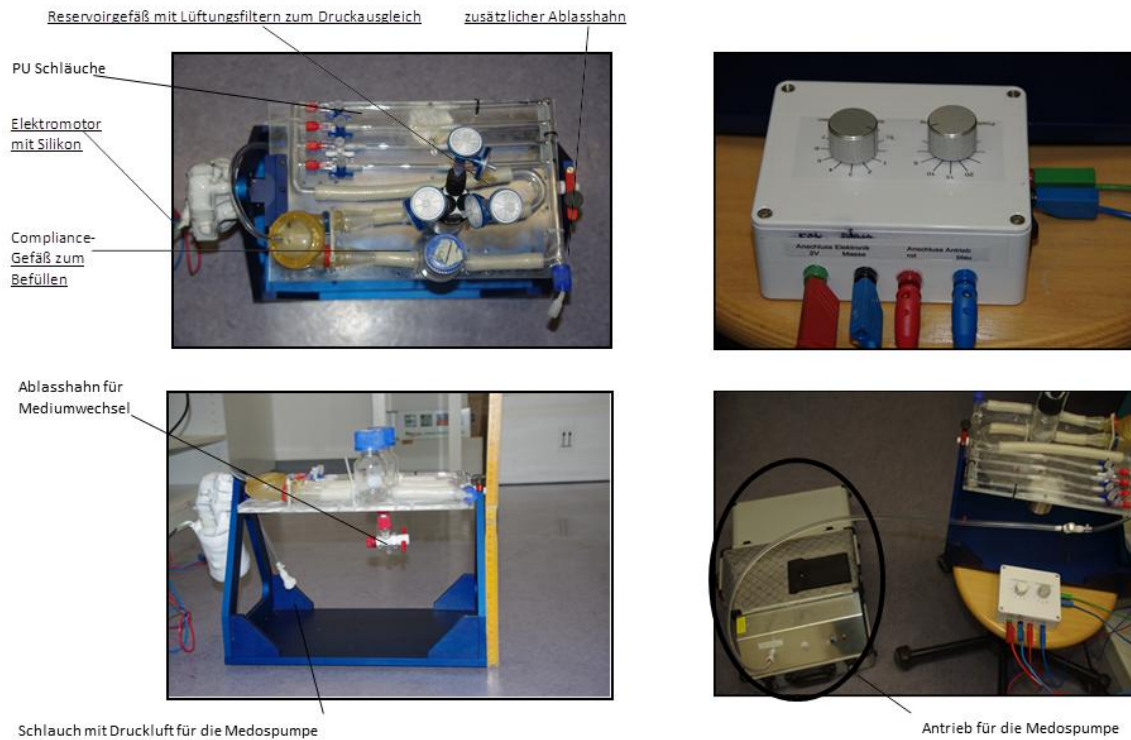 Reservoirgefäß mit Lüftungsfiltern zum Druckausgleich
zusätzlicher Ablasshahn
PU Schläuche
Elektromotor
mit Silikon
Compliance-
Gefäß zum
Befüllen
Anschluss Elektronik
2V Masse
Anschluss Antrieb
rot blau
Ablasshahn für
Mediumwechsel
Schlauch mit Druckluft für die Medospumpe
Antrieb für die Medospumpe